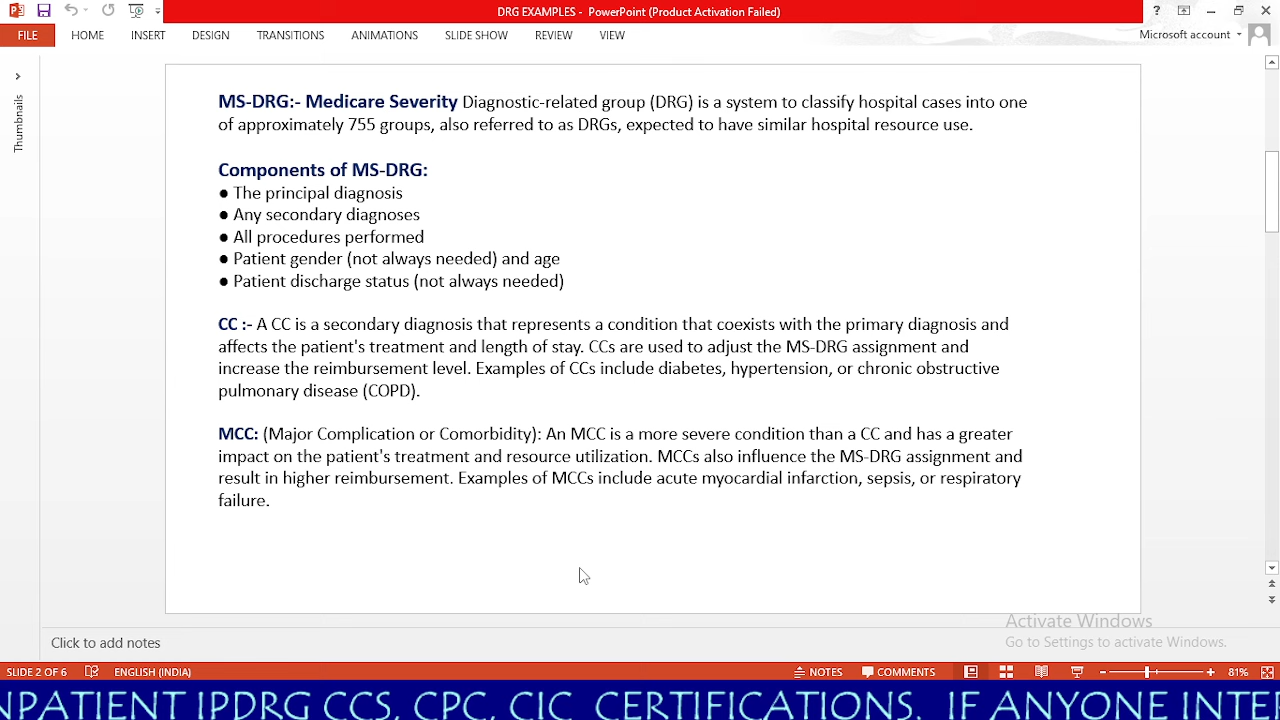 DRG EXAMPLES - PowerPoint (Product Activation Failed)
?
FILE HOME INSERT DESIGN TRANSITIONS ANIMATIONS SLIDE SHOW REVIEW VIEW
Microsoft account
Thumbnails
MS-DRG:- Medicare Severity Diagnostic-related group (DRG) is a system to classify hospital cases into one
of approximately 755 groups, also referred to as DRGs, expected to have similar hospital resource use.
Components of MS-DRG:
● The principal diagnosis
● Any secondary diagnoses
● All procedures performed
● Patient gender (not always needed) and age
● Patient discharge status (not always needed)
CC :- A CC is a secondary diagnosis that represents a condition that coexists with the primary diagnosis and
affects the patient's treatment and length of stay. CCs are used to adjust the MS-DRG assignment and
increase the reimbursement level. Examples of CCs include diabetes, hypertension, or chronic obstructive
pulmonary disease (COPD).
MCC: (Major Complication or Comorbidity): An MCC is a more severe condition than a CC and has a greater
impact on the patient's treatment and resource utilization. MCCs also influence the MS-DRG assignment and
result in higher reimbursement. Examples of MCCs include acute myocardial infarction, sepsis, or respiratory
failure.
Activate Windows
Go to Settings to activate Windows.
Click to add notes
SLIDE 2 OF 6 ENGLISH (INDIA) NOTES COMMENTS 81%
NPATIENT IPDRG CCS, CPC, CIC CERTIFICATIONS. IF ANYONE INTE